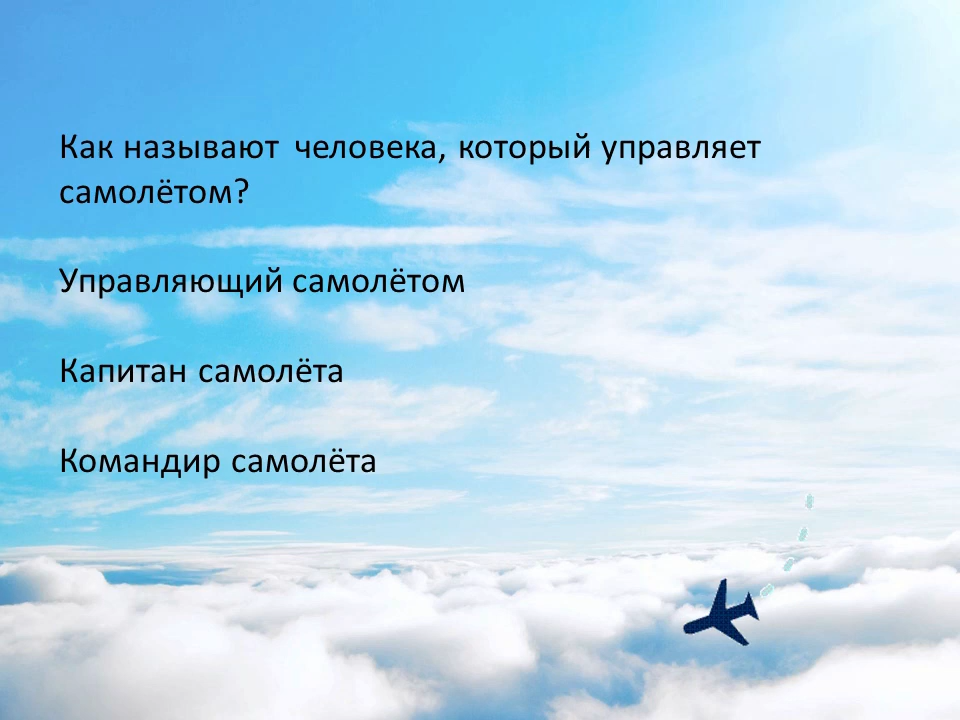 Как называют человека, который управляет
самолётом?
Управляющий самолётом
Капитан самолёта
Командир самолёта